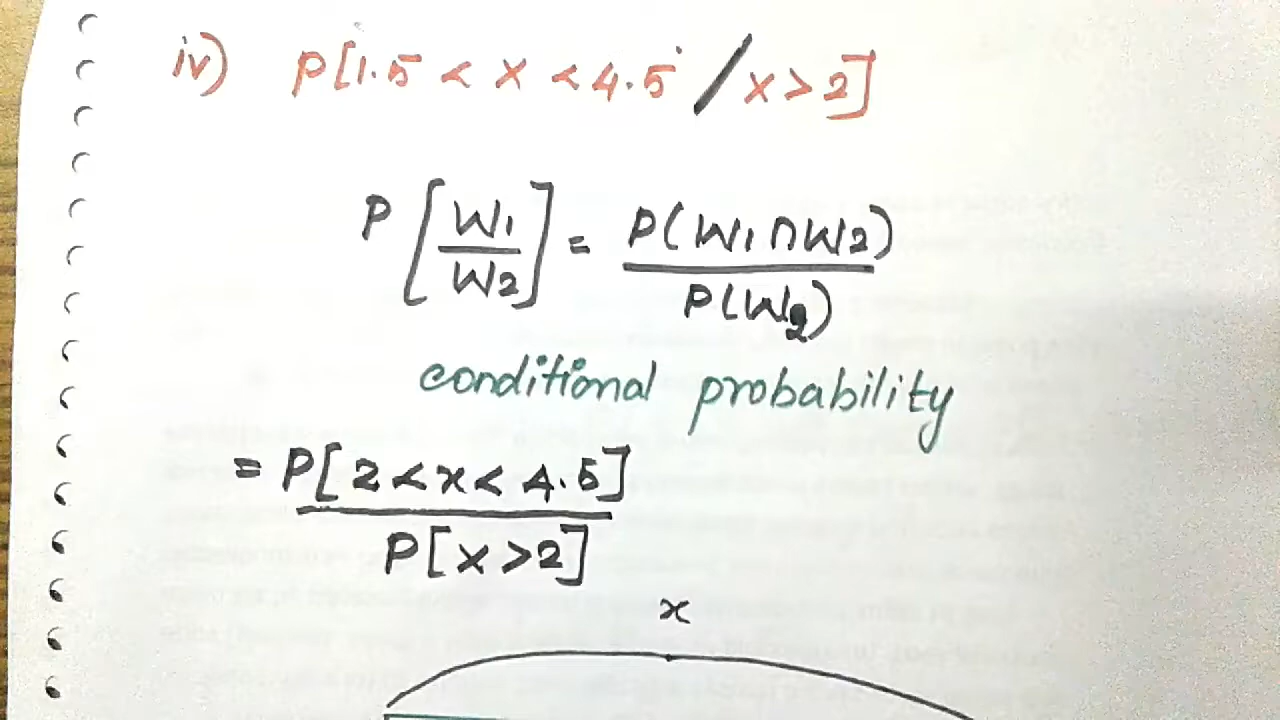 iv) P[1.5 < x < 4.5 / x > 2]
P [W1/W2] = P(W1∩W2)/P(W2)
conditional probability
= P[2 < x < 4.5]/P[x > 2]
x